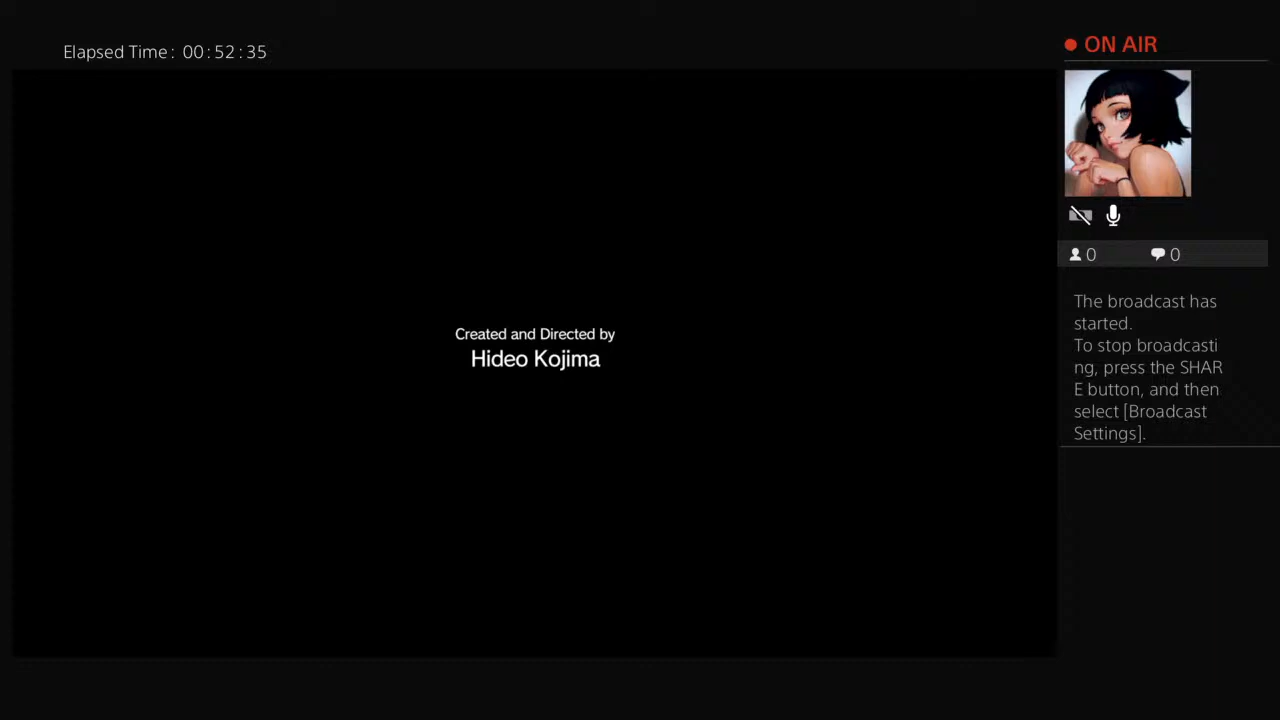 Elapsed Time: 00:52:35
ON AIR
0 0
Created and Directed by
Hideo Kojima
The broadcast has
started.
To stop broadcasti
ng, press the SHAR
E button, and then
select [Broadcast
Settings].